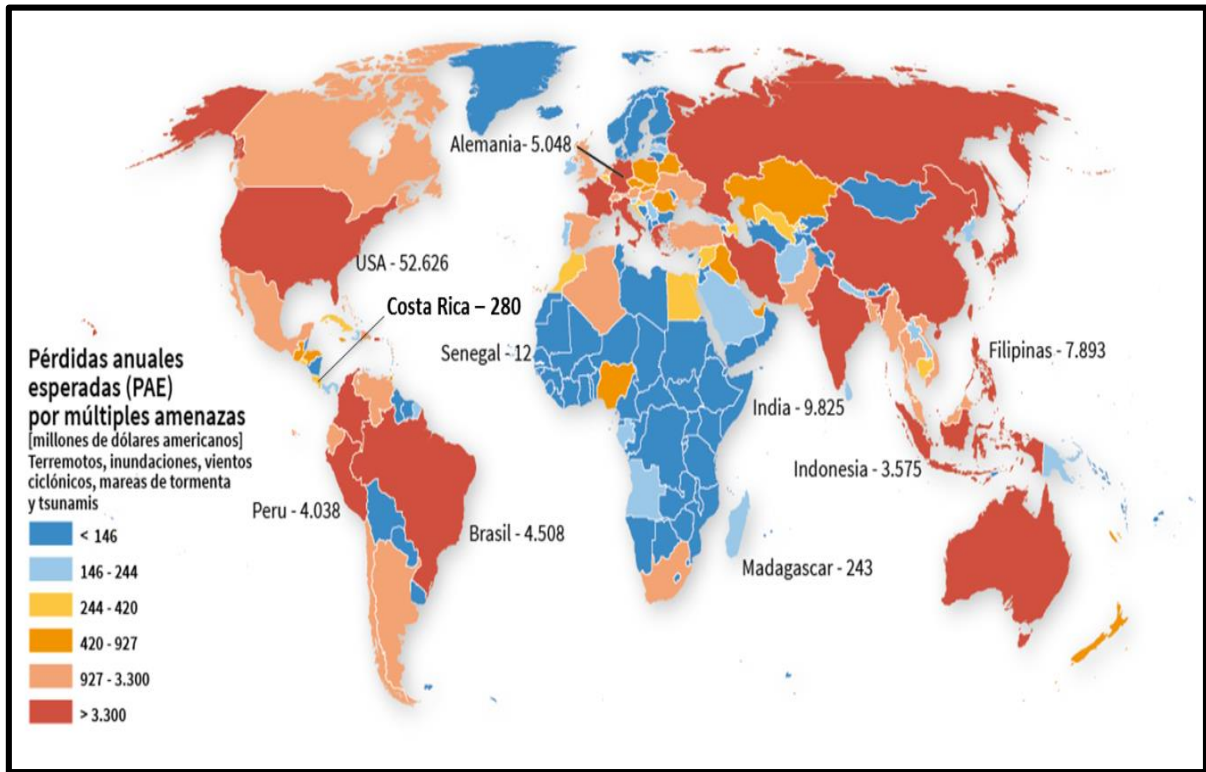 Alemania- 5.048
USA - 52.626
Costa Rica – 280
Senegal - 12
Filipinas - 7.893
India - 9.825
Indonesia - 3.575
Peru - 4.038
Brasil - 4.508
Madagascar - 243
Pérdidas anuales
esperadas (PAE)
por múltiples amenazas
[millones de dólares americanos]
Terremotos, inundaciones, vientos
ciclónicos, mareas de tormenta
y tsunamis
< 146
146 - 244
244 - 420
420 - 927
927 - 3.300
> 3.300